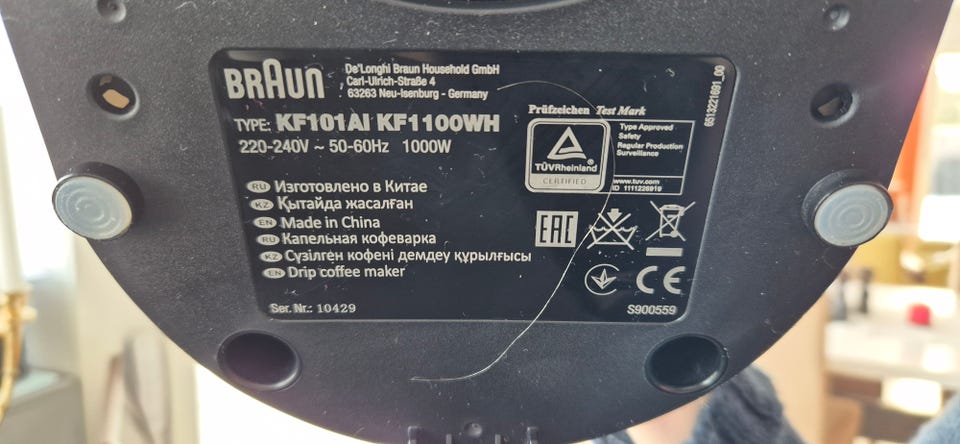 BRAUN
De'Longhi Braun Household GmbH
Carl-Ulrich-Straße 4
63263 Neu-Isenburg - Germany
TYPE: KF101AI KF1100WH
220-240V ~ 50-60Hz 1000W
Prüfzeichen Test Mark
TÜVRheinland
CERTIFIED
Type Approved
Safety
Regular Production
Surveillance
www.tuv.com
ID 1111226919
6513221691_00
RU Изготовлено в Китае
KZ Қытайда жасалған
EN Made in China
RU Капельная кофеварка
KZ Сүзілген кофені демдеу құрылғысы
EN Drip coffee maker
EAC
CE
Ser. Nr.: 10429
S900559